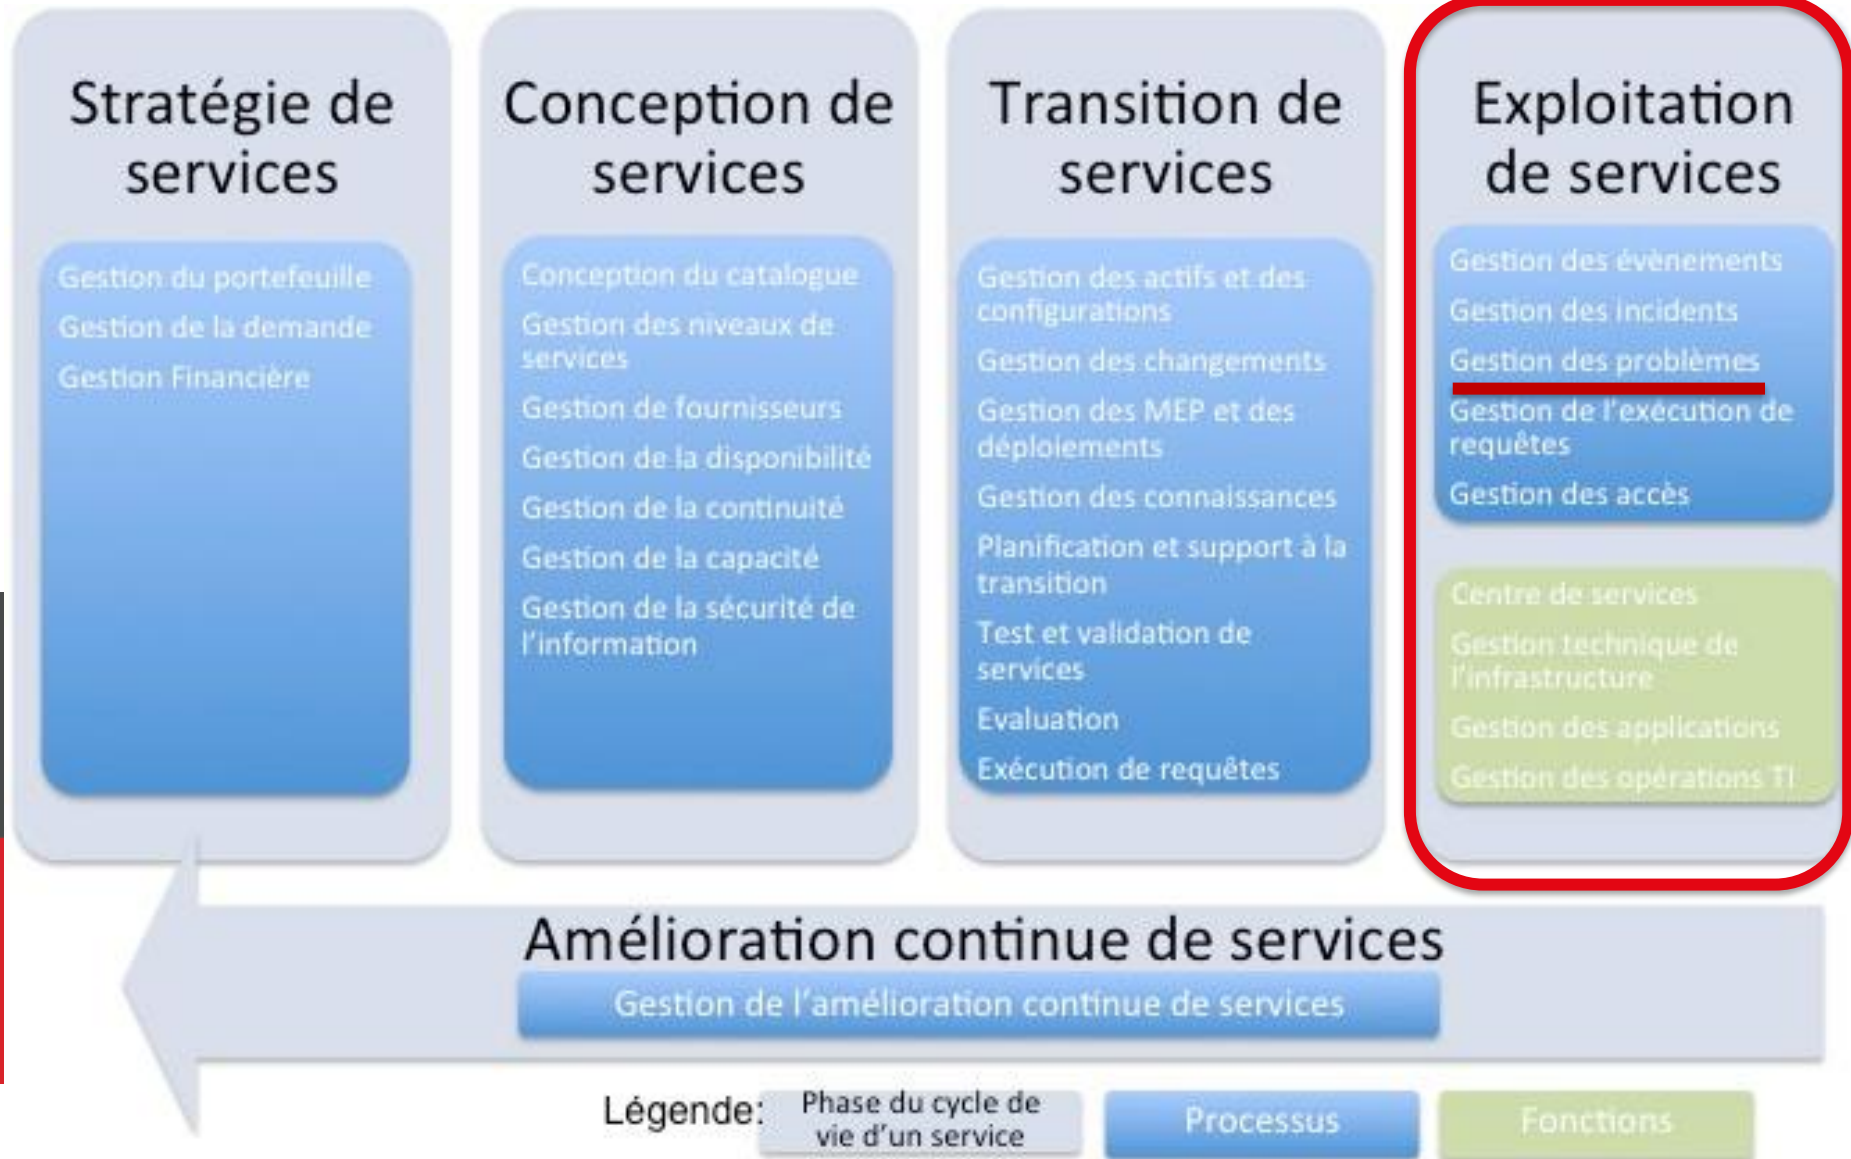 Stratégie de
services
Gestion du portefeuille
Gestion de la demande
Gestion Financière
Conception de
services
Conception du catalogue
Gestion des niveaux de
services
Gestion de fournisseurs
Gestion de la disponibilité
Gestion de la continuité
Gestion de la capacité
Gestion de la sécurité de
l'information
Transition de
services
Gestion des actifs et des
configurations
Gestion des changements
Gestion des MEP et des
déploiements
Gestion des connaissances
Planification et support à la
transition
Test et validation de
services
Evaluation
Exécution de requêtes
Exploitation
de services
Gestion des évènements
Gestion des incidents
Gestion des problèmes
Gestion de l'exécution de
requêtes
Gestion des accès
Centre de services
Gestion technique de
l'infrastructure
Gestion des applications
Gestion des opérations TI
Amélioration continue de services
Gestion de l'amélioration continue de services
Légende:
Phase du cycle de
vie d'un service
Processus
Fonctions